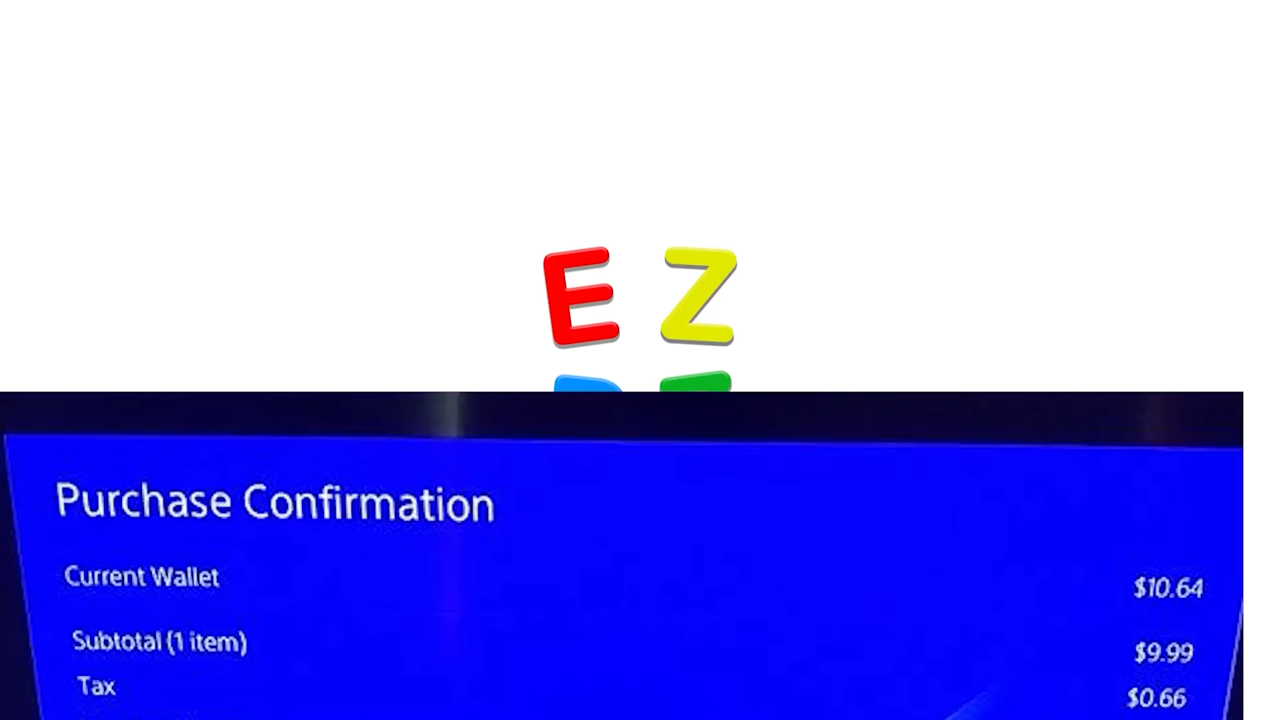 E Z
Purchase Confirmation
Current Wallet $10.64
Subtotal (1 item) $9.99
Tax $0.66